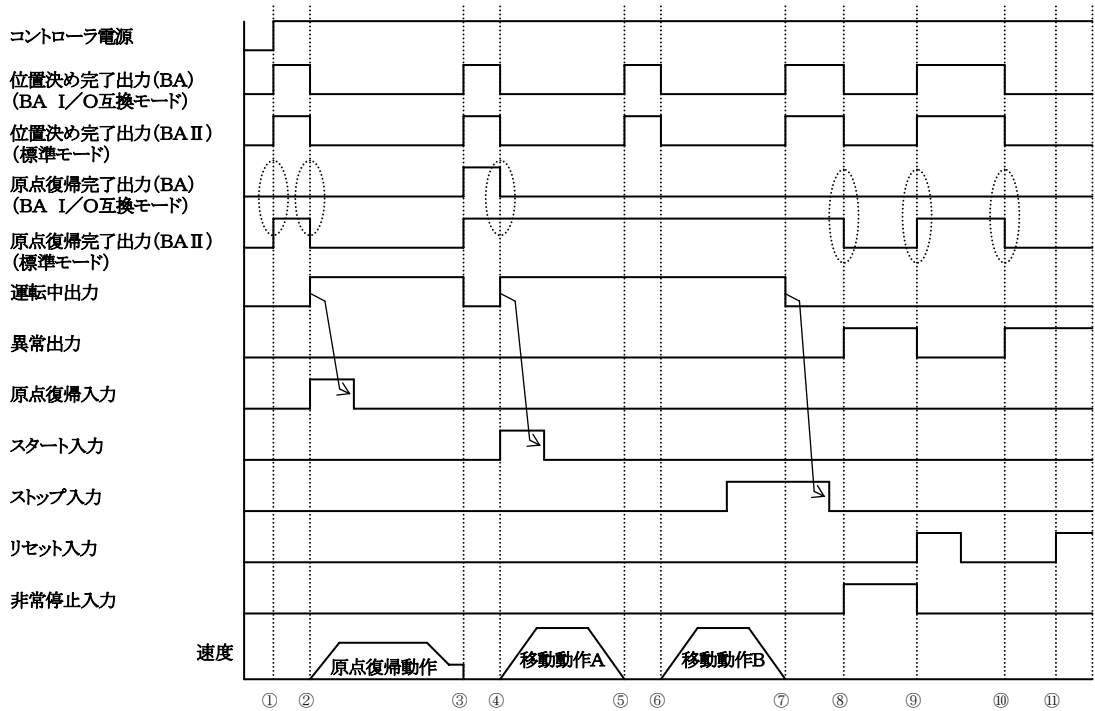 コントローラ電源
位置決め完了出力(BA)
(BA I/O互換モード)
位置決め完了出力(BAⅡ)
(標準モード)
原点復帰完了出力(BA)
(BA I/O互換モード)
原点復帰完了出力(BAⅡ)
(標準モード)
運転中出力
異常出力
原点復帰入力
スタート入力
ストップ入力
リセット入力
非常停止入力
速度
原点復帰動作
移動動作A
移動動作B
① ② ③ ④ ⑤ ⑥ ⑦ ⑧ ⑨ ⑩ ⑪